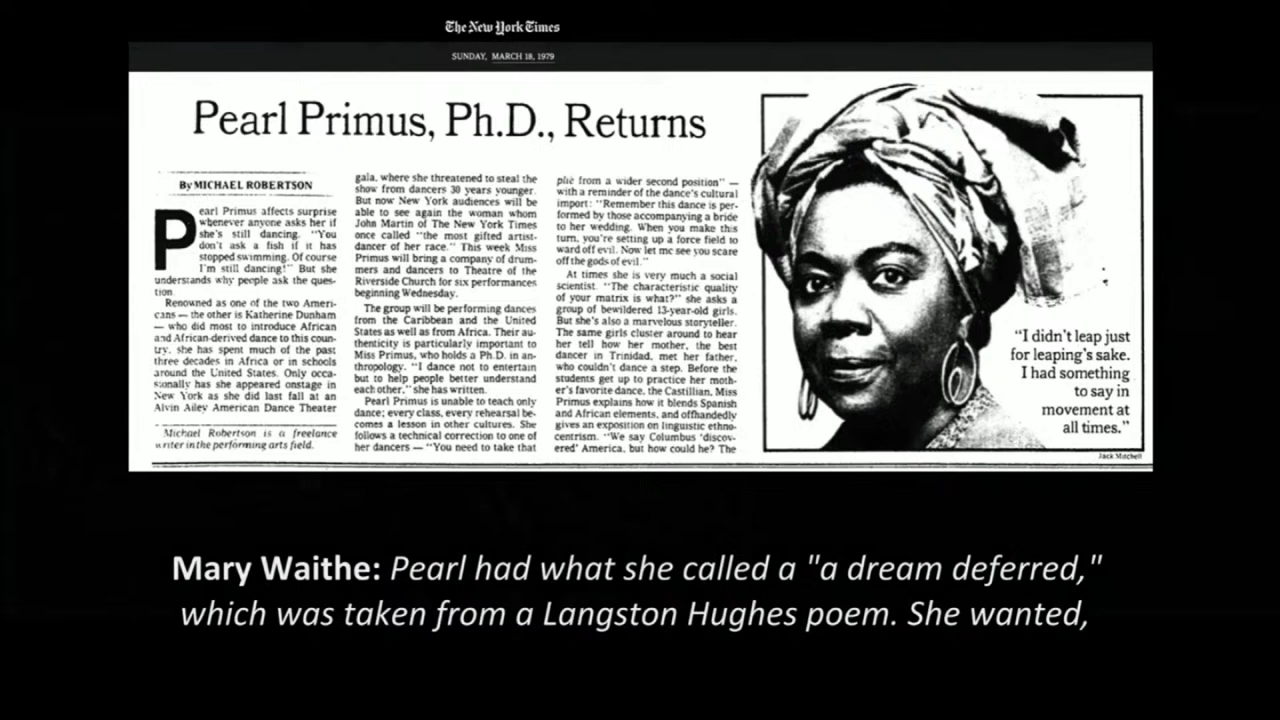 The New York Times
SUNDAY, MARCH 18, 1979
Pearl Primus, Ph.D., Returns
By MICHAEL ROBERTSON
Pearl Primus affects surprise
whenever anyone asks her if
she's still dancing. "You
don't ask a fish if it has
stopped swimming. Of course
I'm still dancing!" But she
understands why people ask the ques-
tion.
Renowned as one of the two Ameri-
cans — the other is Katherine Dunham
— who did most to introduce African
and African-derived dance to this coun-
try, she has spent much of the past
three decades in Africa or in schools
around the United States. Only occa-
sionally has she appeared onstage in
New York as she did last fall at an
Alvin Ailey American Dance Theater
Michael Robertson is a freelance
writer in the performing arts field.
gala, where she threatened to steal the
show from dancers 30 years younger.
But now New York audiences will be
able to see again the woman whom
John Martin of The New York Times
once called "the most gifted artist-
dancer of her race." This week Miss
Primus will bring a company of drum-
mers and dancers to Theatre of the
Riverside Church for six performances
beginning Wednesday.
The group will be performing dances
from the Caribbean and the United
States as well as from Africa. Their au-
thenticity is particularly important to
Miss Primus, who holds a Ph.D. in an-
thropology. "I dance not to entertain
but to help people better understand
each other," she has written.
Pearl Primus is unable to teach only
dance; every class, every rehearsal be-
comes a lesson in other cultures. She
follows a technical correction to one of
her dancers — "You need to take that
plié from a wider second position" —
with a reminder of the dance's cultural
import: "Remember this dance is per-
formed by those accompanying a bride
to her wedding. When you make this
turn, you're setting up a force field to
ward off evil. Now let me see you scare
off the gods of evil."
At times she is very much a social
scientist. "The characteristic quality
of your matrix is what?" she asks a
group of bewildered 13-year-old girls.
But she's also a marvelous storyteller.
The same girls cluster around to hear
her tell how her mother, the best
dancer in Trinidad, met her father,
who couldn't dance a step. Before the
students get up to practice her moth-
er's favorite dance, the Castillian, Miss
Primus explains how it blends Spanish
and African elements, and offhandedly
gives an exposition on linguistic ethno-
centrism. "We say Columbus 'discov-
ered' America, but how could he? The
"I didn't leap just
for leaping's sake.
I had something
to say in
movement at
all times."
Jack Mitchell
Mary Waithe: Pearl had what she called a "a dream deferred,"
which was taken from a Langston Hughes poem. She wanted,